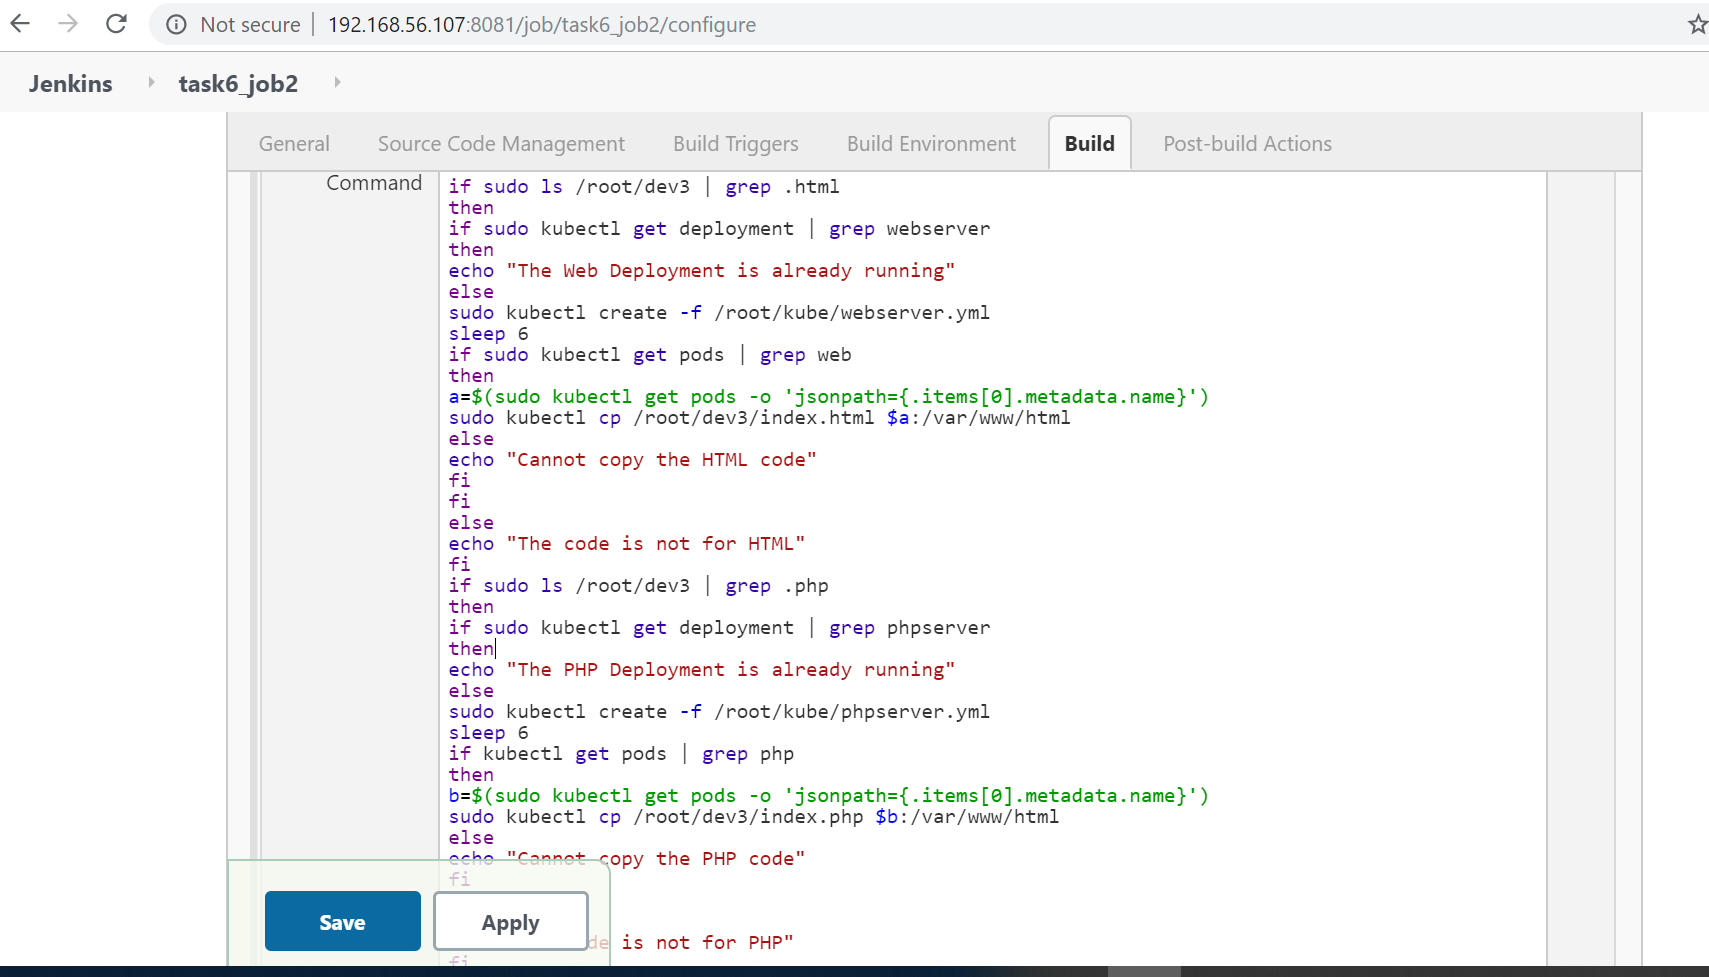 Not secure | 192.168.56.107:8081/job/task6_job2/configure
Jenkins task6_job2
General Source Code Management Build Triggers Build Environment Build Post-build Actions
Command
if sudo ls /root/dev3 | grep .html
then
if sudo kubectl get deployment | grep webserver
then
echo "The Web Deployment is already running"
else
sudo kubectl create -f /root/kube/webserver.yml
sleep 6
if sudo kubectl get pods | grep web
then
a=$(sudo kubectl get pods -o 'jsonpath={.items[0].metadata.name}')
sudo kubectl cp /root/dev3/index.html $a:/var/www/html
else
echo "Cannot copy the HTML code"
fi
fi
else
echo "The code is not for HTML"
fi
if sudo ls /root/dev3 | grep .php
then
if sudo kubectl get deployment | grep phpserver
then
echo "The PHP Deployment is already running"
else
sudo kubectl create -f /root/kube/phpserver.yml
sleep 6
if kubectl get pods | grep php
then
b=$(sudo kubectl get pods -o 'jsonpath={.items[0].metadata.name}')
sudo kubectl cp /root/dev3/index.php $b:/var/www/html
else
echo "Cannot copy the PHP code"
fi
Save Apply
de is not for PHP"
fi